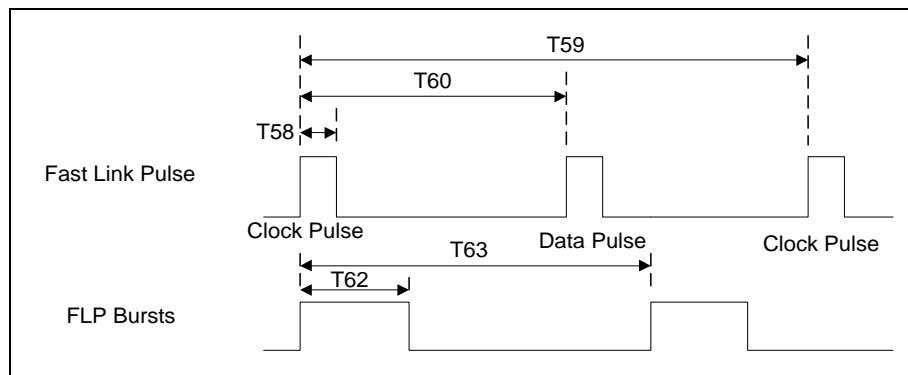 T59
T60
T58
Fast Link Pulse
Clock Pulse
Data Pulse
Clock Pulse
T63
T62
FLP Bursts